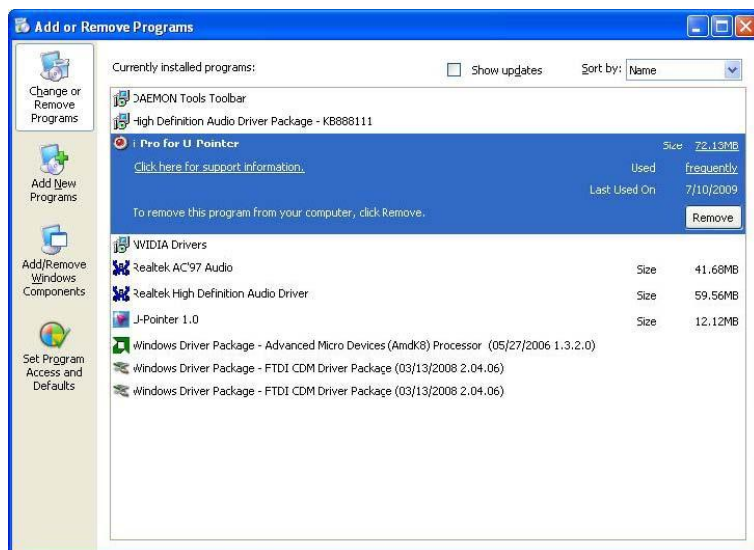 Add or Remove Programs
Change or
Remove
Programs
Add New
Programs
Add/Remove
Windows
Components
Set Program
Access and
Defaults
Currently installed programs:
Show updates
Sort by: Name
DAEMON Tools Toolbar
High Definition Audio Driver Package - KB888111
i Pro for U Pointer Size 72.13MB
Click here for support information. Used frequently
Last Used On 7/10/2009
To remove this program from your computer, click Remove. Remove
NVIDIA Drivers
Realtek AC'97 Audio Size 41.68MB
Realtek High Definition Audio Driver Size 59.56MB
J-Pointer 1.0 Size 12.12MB
Windows Driver Package - Advanced Micro Devices (AmdK8) Processor (05/27/2006 1.3.2.0)
Windows Driver Package - FTDI CDM Driver Package (03/13/2008 2.04.06)
Windows Driver Package - FTDI CDM Driver Package (03/13/2008 2.04.06)